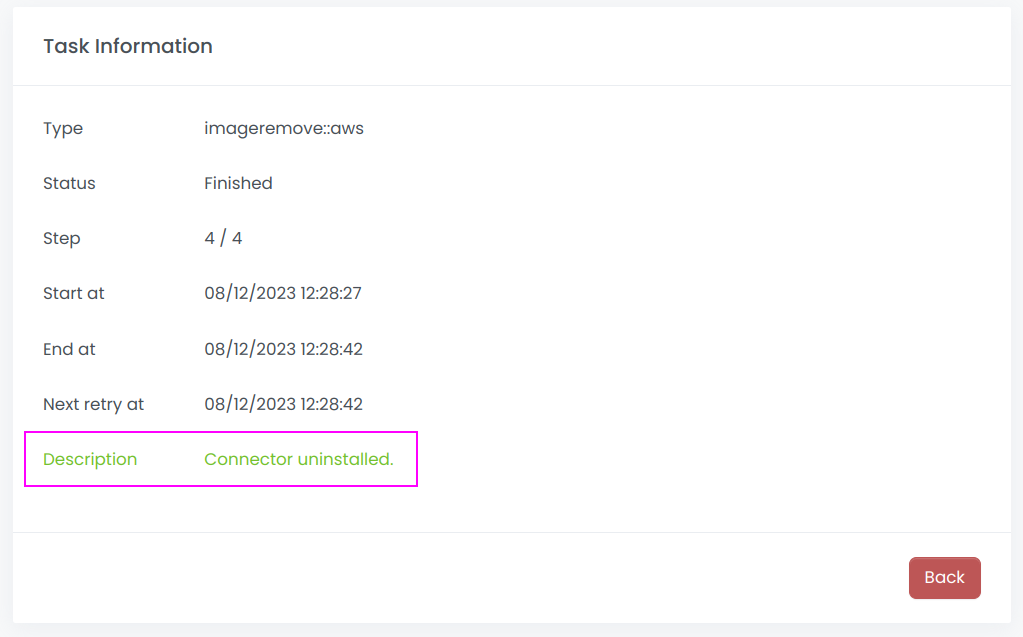 Task Information
Type imageremove::aws
Status Finished
Step 4 / 4
Start at 08/12/2023 12:28:27
End at 08/12/2023 12:28:42
Next retry at 08/12/2023 12:28:42
Description Connector uninstalled.
Back